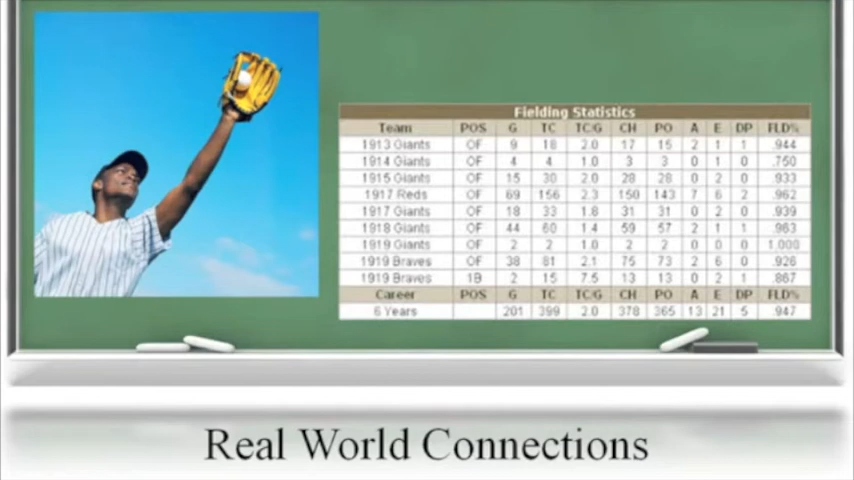 Fielding Statistics
Team POS G TC TC/G CH PO A E DP FLD%
1913 Giants OF 9 18 2.0 17 15 2 1 1 .944
1914 Giants OF 4 4 1.0 3 3 0 1 0 .750
1915 Giants OF 15 30 2.0 28 28 0 2 0 .933
1917 Reds OF 69 156 2.3 150 143 7 6 2 .962
1917 Giants OF 18 33 1.8 31 31 0 2 0 .939
1918 Giants OF 44 60 1.4 59 57 2 1 1 .983
1919 Giants OF 2 2 1.0 2 2 0 0 0 1.000
1919 Braves OF 38 81 2.1 75 73 2 6 0 .926
1919 Braves 1B 2 15 7.5 13 13 0 2 1 .867
Career POS G TC TC/G CH PO A E DP FLD%
6 Years 201 399 2.0 378 365 13 21 5 .947
Real World Connections